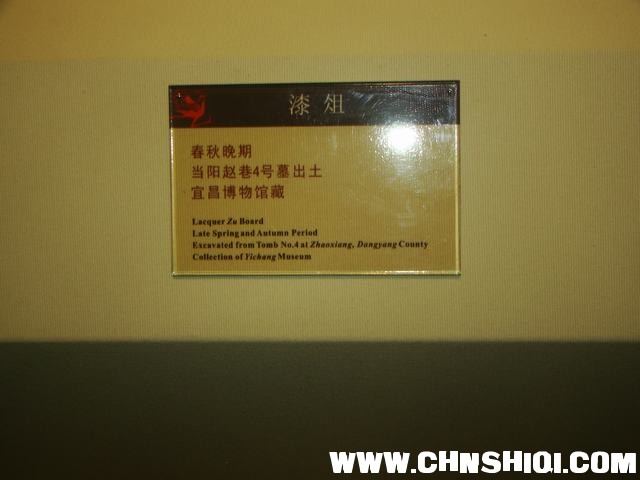 漆俎
春秋晚期
当阳赵巷4号墓出土
宜昌博物馆藏
Lacquer Zu Board
Late Spring and Autumn Period
Excavated from Tomb No.4 at Zhaoxiang, Dangyang County
Collection of Yichang Museum
WWW.CHNSHIQI.COM